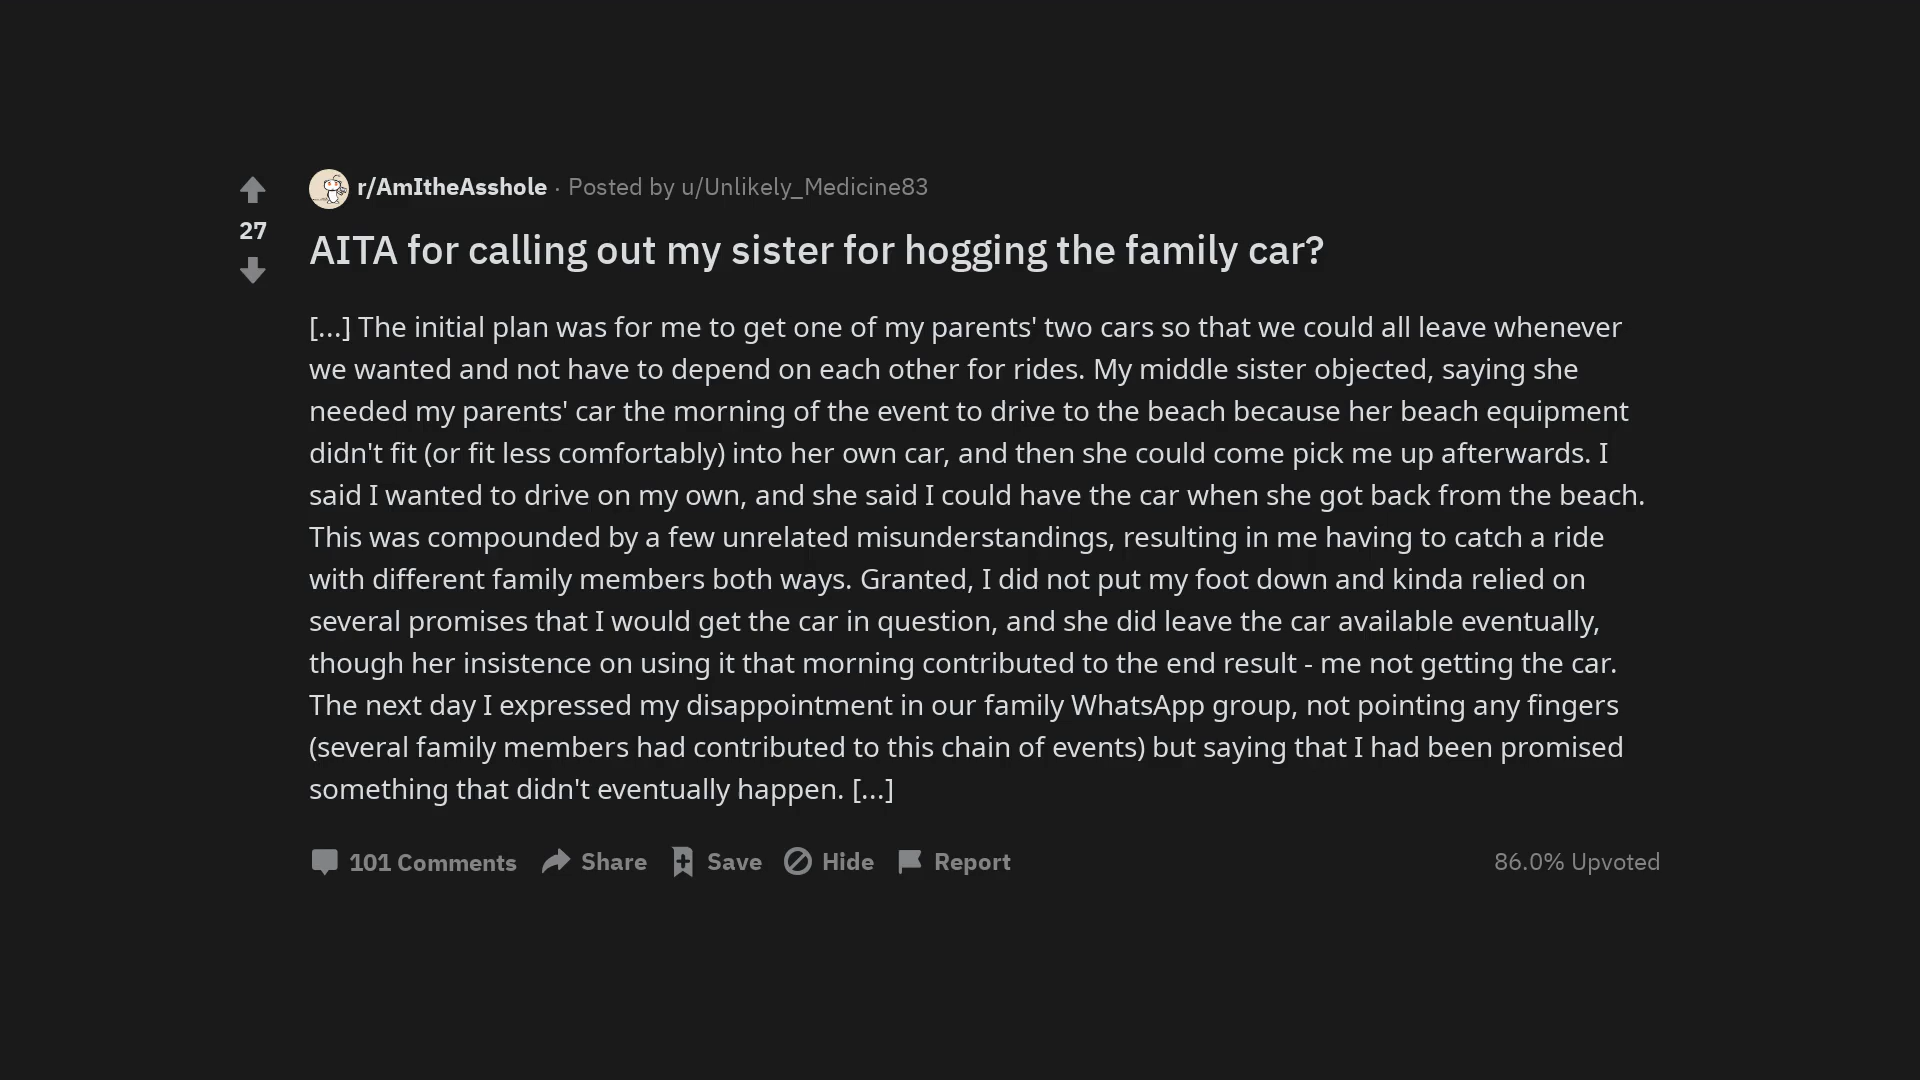 r/AmItheAsshole · Posted by u/Unlikely_Medicine83
27
AITA for calling out my sister for hogging the family car?
[...] The initial plan was for me to get one of my parents' two cars so that we could all leave whenever
we wanted and not have to depend on each other for rides. My middle sister objected, saying she
needed my parents' car the morning of the event to drive to the beach because her beach equipment
didn't fit (or fit less comfortably) into her own car, and then she could come pick me up afterwards. I
said I wanted to drive on my own, and she said I could have the car when she got back from the beach.
This was compounded by a few unrelated misunderstandings, resulting in me having to catch a ride
with different family members both ways. Granted, I did not put my foot down and kinda relied on
several promises that I would get the car in question, and she did leave the car available eventually,
though her insistence on using it that morning contributed to the end result - me not getting the car.
The next day I expressed my disappointment in our family WhatsApp group, not pointing any fingers
(several family members had contributed to this chain of events) but saying that I had been promised
something that didn't eventually happen. [...]
101 Comments Share Save Hide Report 86.0% Upvoted